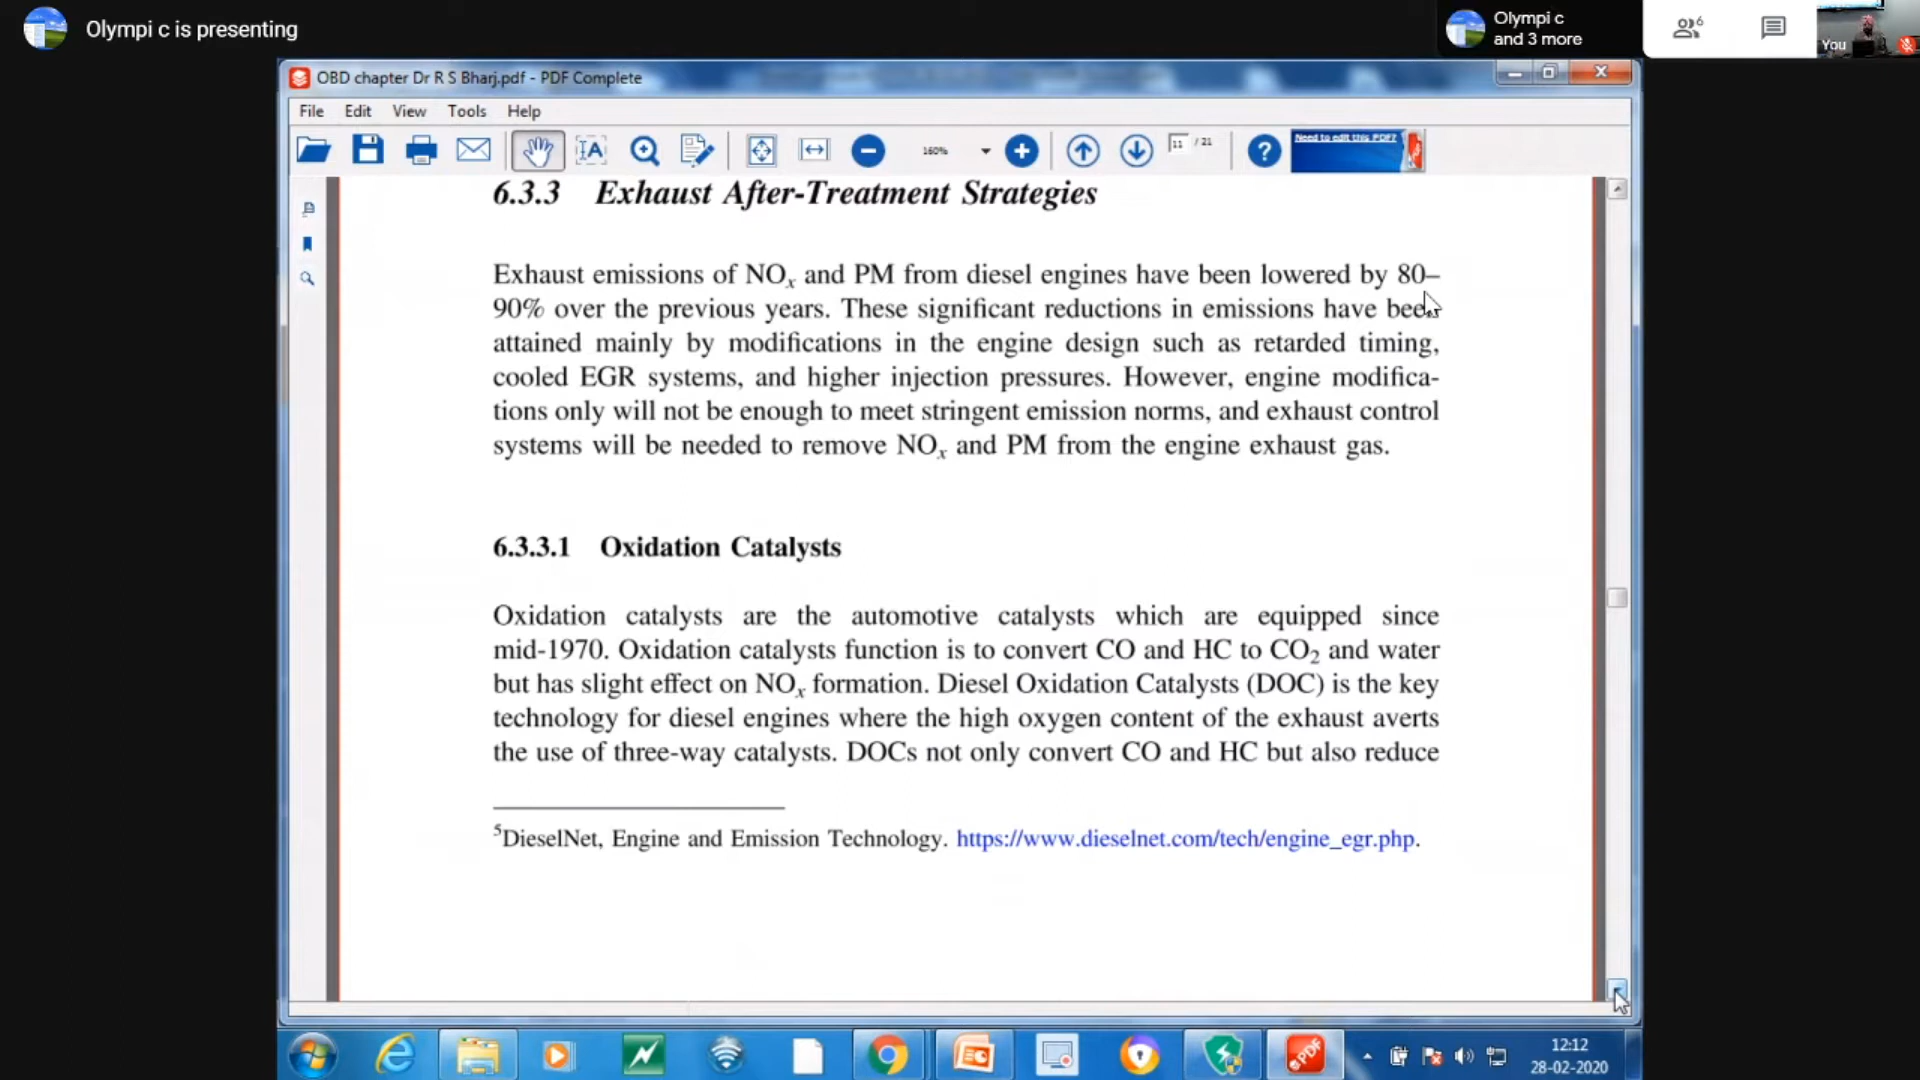 Olympi c is presenting
Olympi c
and 3 more
6
You
OBD chapter Dr R S Bharj.pdf - PDF Complete
File Edit View Tools Help
160%
11 / 21
Need to edit this PDF?
6.3.3 Exhaust After-Treatment Strategies
Exhaust emissions of NOx and PM from diesel engines have been lowered by 80–
90% over the previous years. These significant reductions in emissions have been
attained mainly by modifications in the engine design such as retarded timing,
cooled EGR systems, and higher injection pressures. However, engine modifica-
tions only will not be enough to meet stringent emission norms, and exhaust control
systems will be needed to remove NOx and PM from the engine exhaust gas.
6.3.3.1 Oxidation Catalysts
Oxidation catalysts are the automotive catalysts which are equipped since
mid-1970. Oxidation catalysts function is to convert CO and HC to CO2 and water
but has slight effect on NOx formation. Diesel Oxidation Catalysts (DOC) is the key
technology for diesel engines where the high oxygen content of the exhaust averts
the use of three-way catalysts. DOCs not only convert CO and HC but also reduce
5DieselNet, Engine and Emission Technology. https://www.dieselnet.com/tech/engine_egr.php.
PDF
12:12
28-02-2020